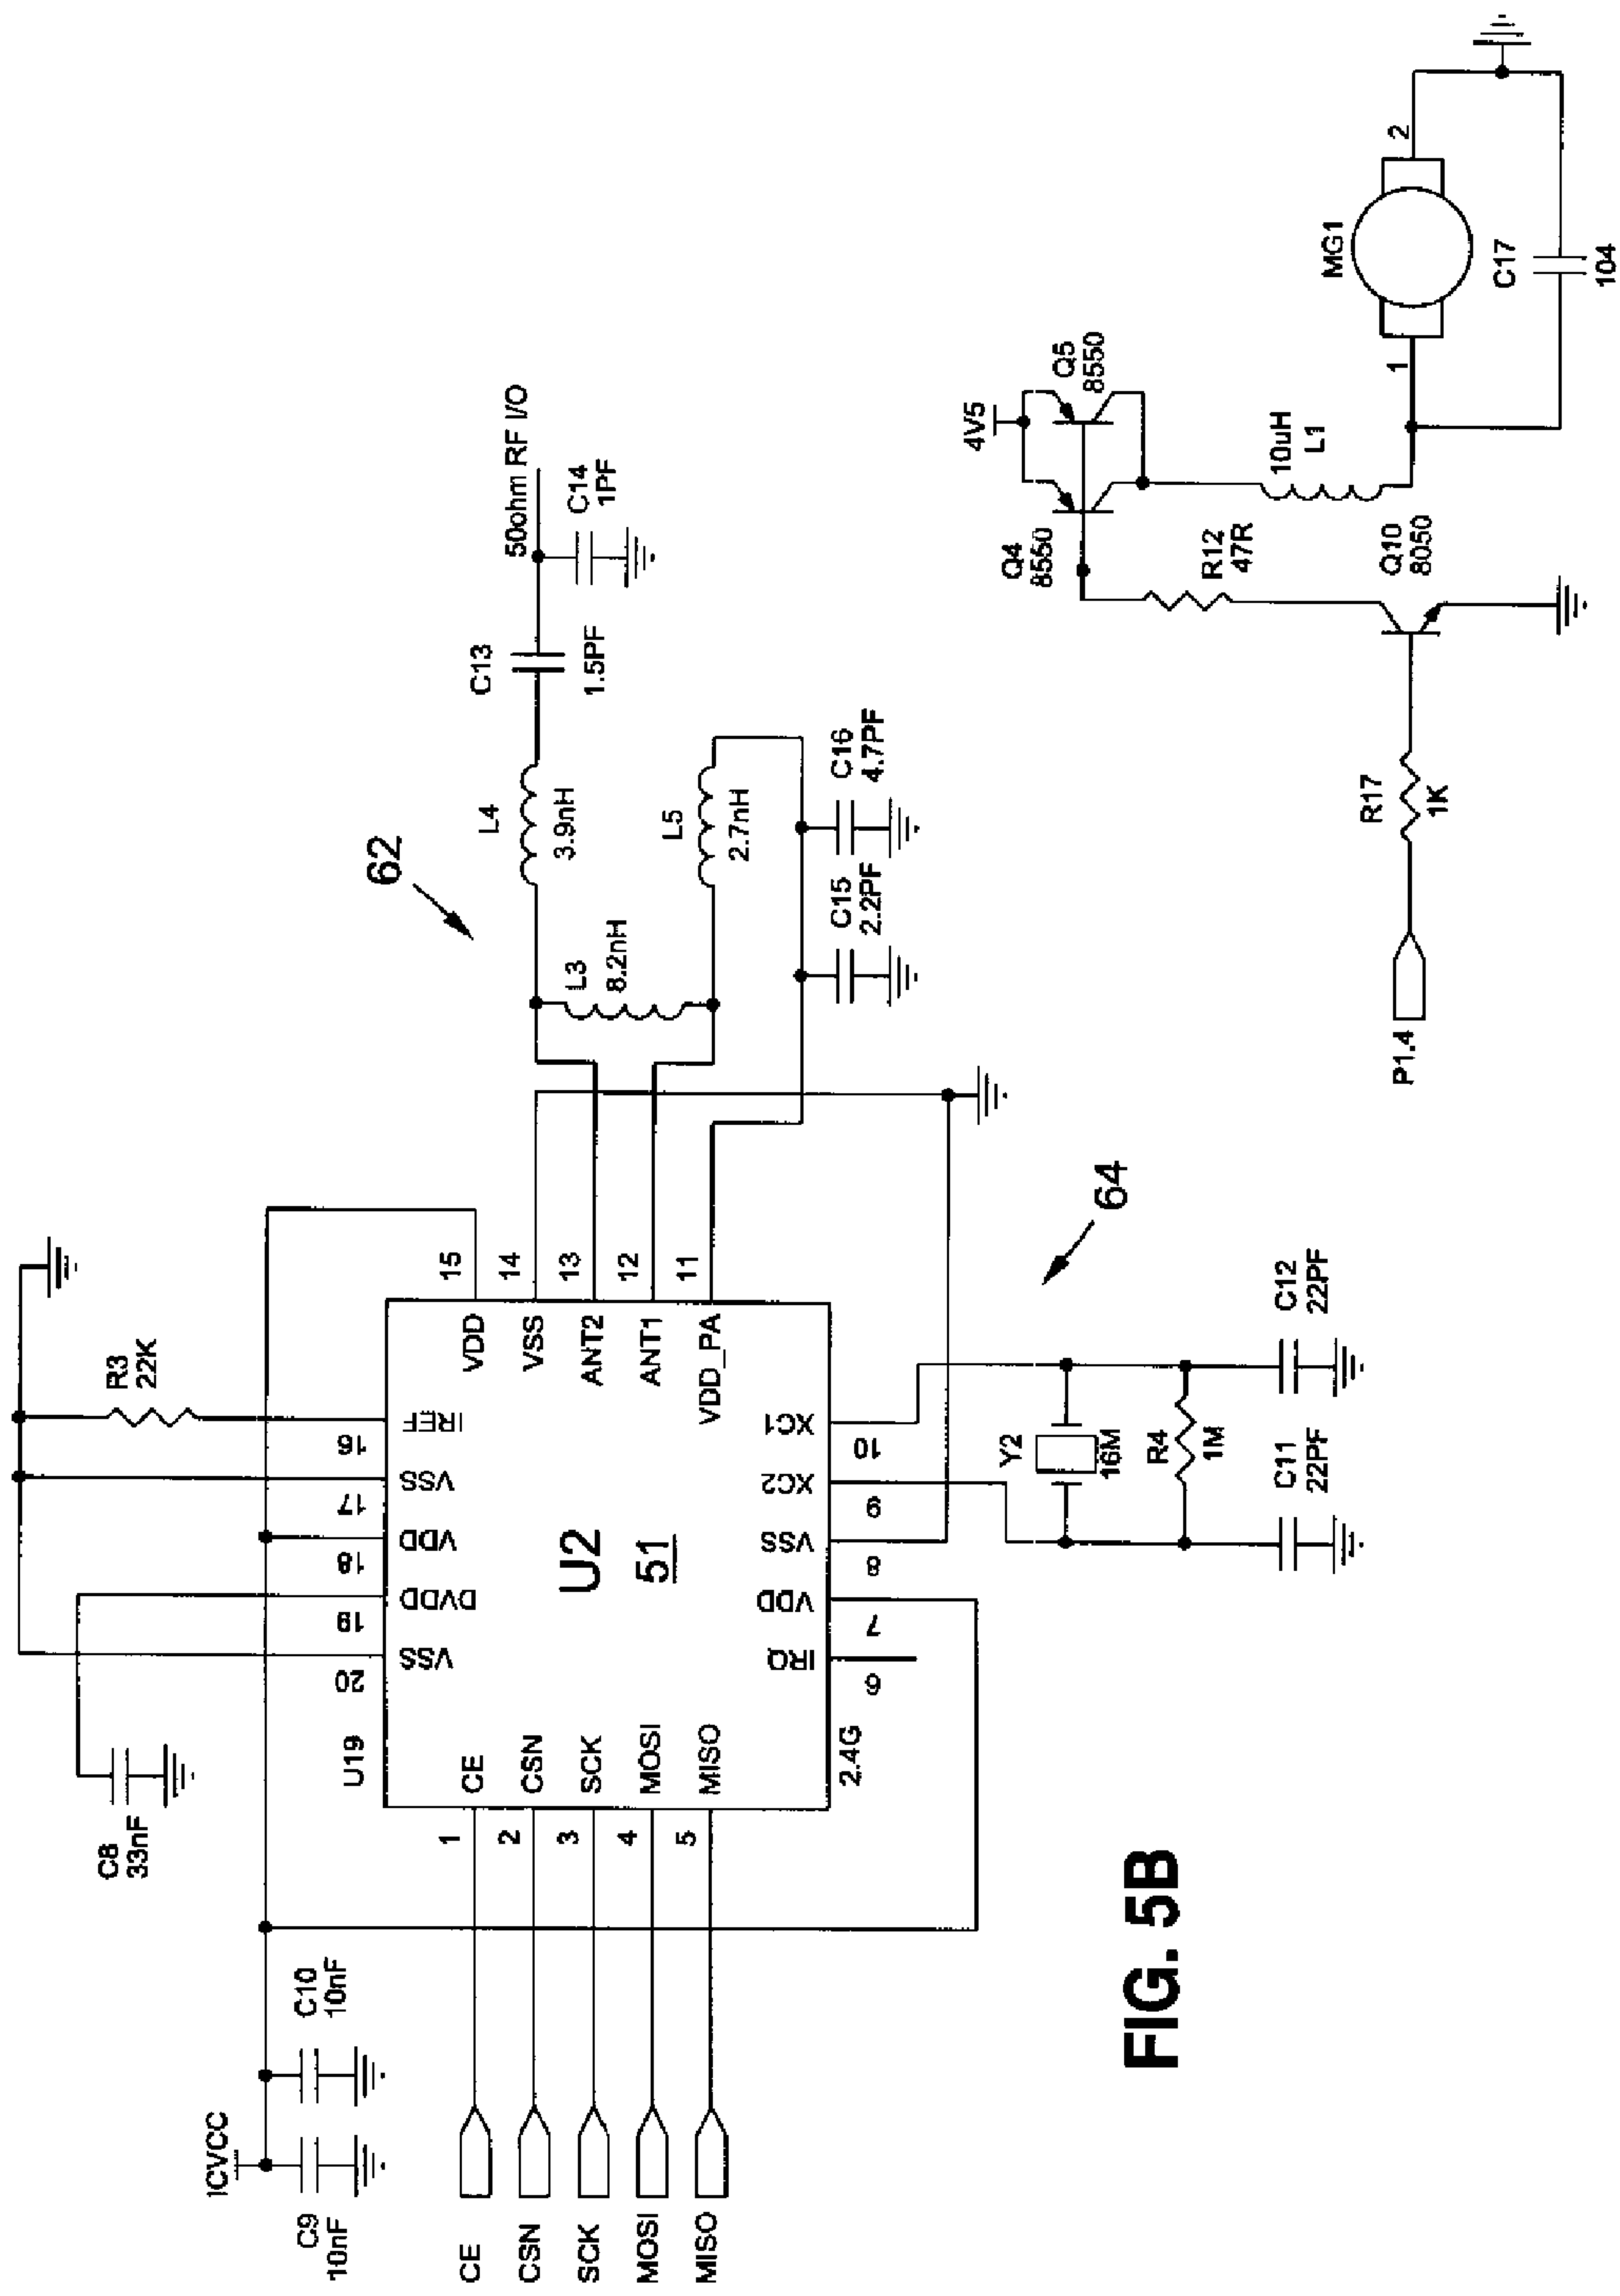 ICVCC
C9
10nF
C10
10nF
C8
33nF
R3
22K
CE
CSN
SCK
MOSI
MISO
1
2
3
4
5
U19
CE
CSN
SCK
MOSI
MISO
2.4G
20
19
18
17
16
VSS
DVDD
VDD
VSS
IREF
U2
51
VDD
VSS
ANT2
ANT1
VDD_PA
15
14
13
12
11
IRQ
VDD
VSS
XC2
XC1
6
7
8
9
10
62
L3
8.2nH
L4
3.9nH
C13
1.5PF
50ohm RF I/O
C14
1PF
L5
2.7nH
C15
2.2PF
C16
4.7PF
64
Y2
16M
R4
1M
C11
22PF
C12
22PF
P1.4
R17
1K
Q10
8050
R12
47R
Q4
8550
4V5
Q5
8550
10uH
L1
1
MG1
2
C17
104
FIG. 5B